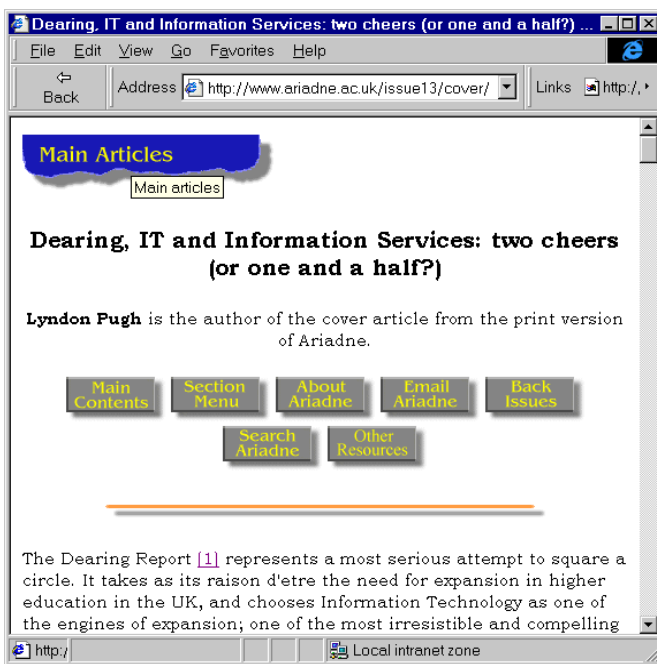 Dearing, IT and Information Services: two cheers (or one and a half?) ...
File Edit View Go Favorites Help
Back
Address http://www.ariadne.ac.uk/issue13/cover/
Links http:/,
Main Articles
Main articles
Dearing, IT and Information Services: two cheers
(or one and a half?)
Lyndon Pugh is the author of the cover article from the print version
of Ariadne.
Main
Contents
Section
Menu
About
Ariadne
Email
Ariadne
Back
Issues
Search
Ariadne
Other
Resources
The Dearing Report [1] represents a most serious attempt to square a
circle. It takes as its raison d'etre the need for expansion in higher
education in the UK, and chooses Information Technology as one of
the engines of expansion; one of the most irresistible and compelling
http:/
Local intranet zone